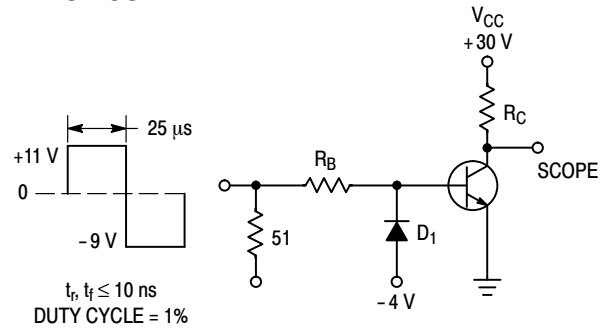 V_CC
+30 V
25 μs
+11 V
R_C
R_B
SCOPE
0
51
D_1
−9 V
−4 V
t_r, t_f ≤ 10 ns
DUTY CYCLE = 1%